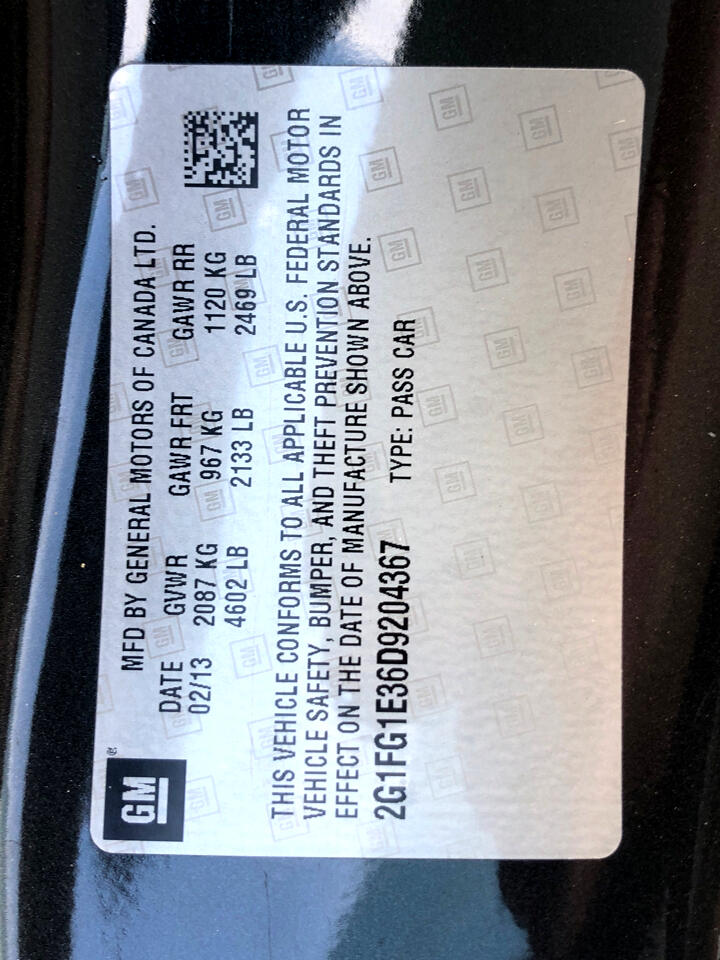 GM®
MFD BY GENERAL MOTORS OF CANADA LTD.
DATE GVWR GAWR FRT GAWR RR
02/13 2087 KG 967 KG 1120 KG
4602 LB 2133 LB 2469 LB
THIS VEHICLE CONFORMS TO ALL APPLICABLE U.S. FEDERAL MOTOR
VEHICLE SAFETY, BUMPER, AND THEFT PREVENTION STANDARDS IN
EFFECT ON THE DATE OF MANUFACTURE SHOWN ABOVE.
2G1FG1E36D9204367 TYPE: PASS CAR